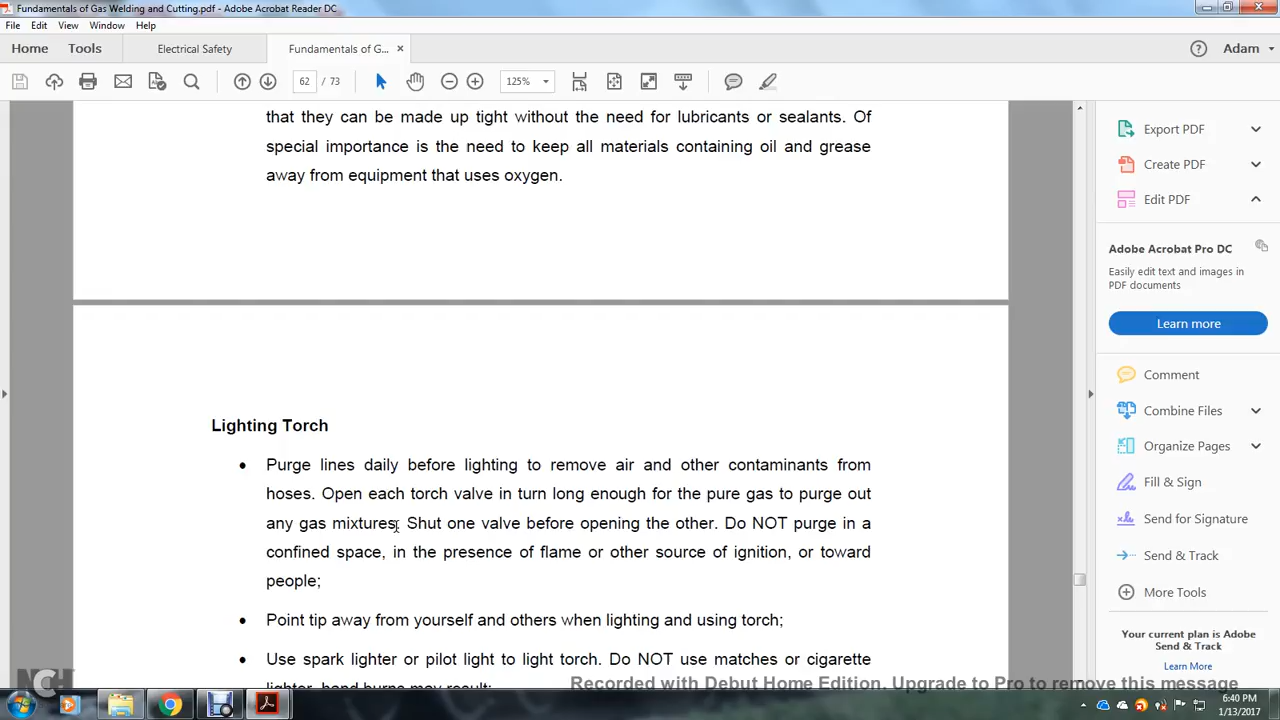 Fundamentals of Gas Welding and Cutting.pdf - Adobe Acrobat Reader DC
File Edit View Window Help
Home Tools Electrical Safety Fundamentals of G... × Adam
62 / 73 125%
that they can be made up tight without the need for lubricants or sealants. Of
special importance is the need to keep all materials containing oil and grease
away from equipment that uses oxygen.
Lighting Torch
• Purge lines daily before lighting to remove air and other contaminants from
hoses. Open each torch valve in turn long enough for the pure gas to purge out
any gas mixtures. Shut one valve before opening the other. Do NOT purge in a
confined space, in the presence of flame or other source of ignition, or toward
people;
• Point tip away from yourself and others when lighting and using torch;
• Use spark lighter or pilot light to light torch. Do NOT use matches or cigarette
lighter, hand burns may result;
Export PDF
Create PDF
Edit PDF
Adobe Acrobat Pro DC
Easily edit text and images in
PDF documents
Learn more
Comment
Combine Files
Organize Pages
Fill & Sign
Send for Signature
Send & Track
More Tools
Your current plan is Adobe
Send & Track
Learn More
NCH
Recorded with Debut Home Edition. Upgrade to Pro to remove this message
6:40 PM
1/13/2017